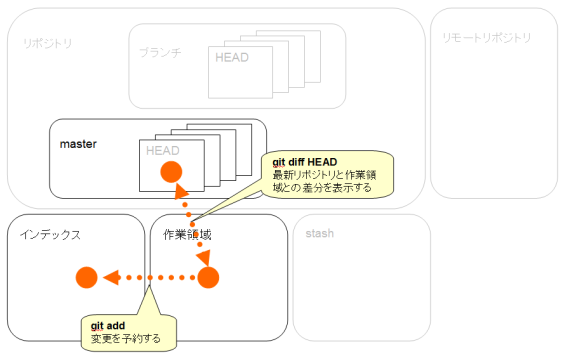 リポジトリ
ブランチ
HEAD
リモートリポジトリ
master
HEAD
git diff HEAD
最新リポジトリと作業領
域との差分を表示する
インデックス
作業領域
stash
git add
変更を予約する